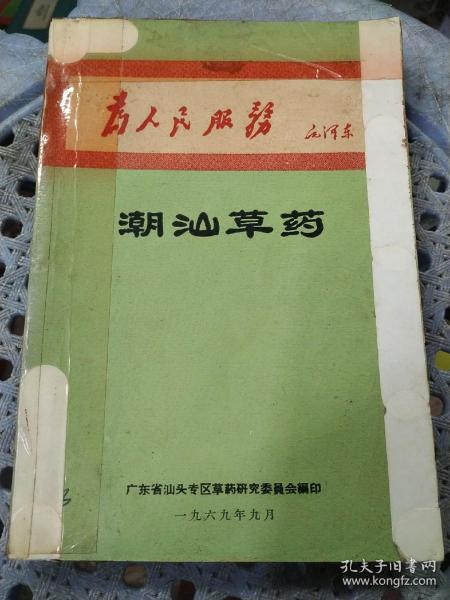 为人民服务 毛泽东
潮汕草药
广东省汕头专区草药研究委員会编印
一九六九年九月
孔夫子旧书网
www.kongfz.com